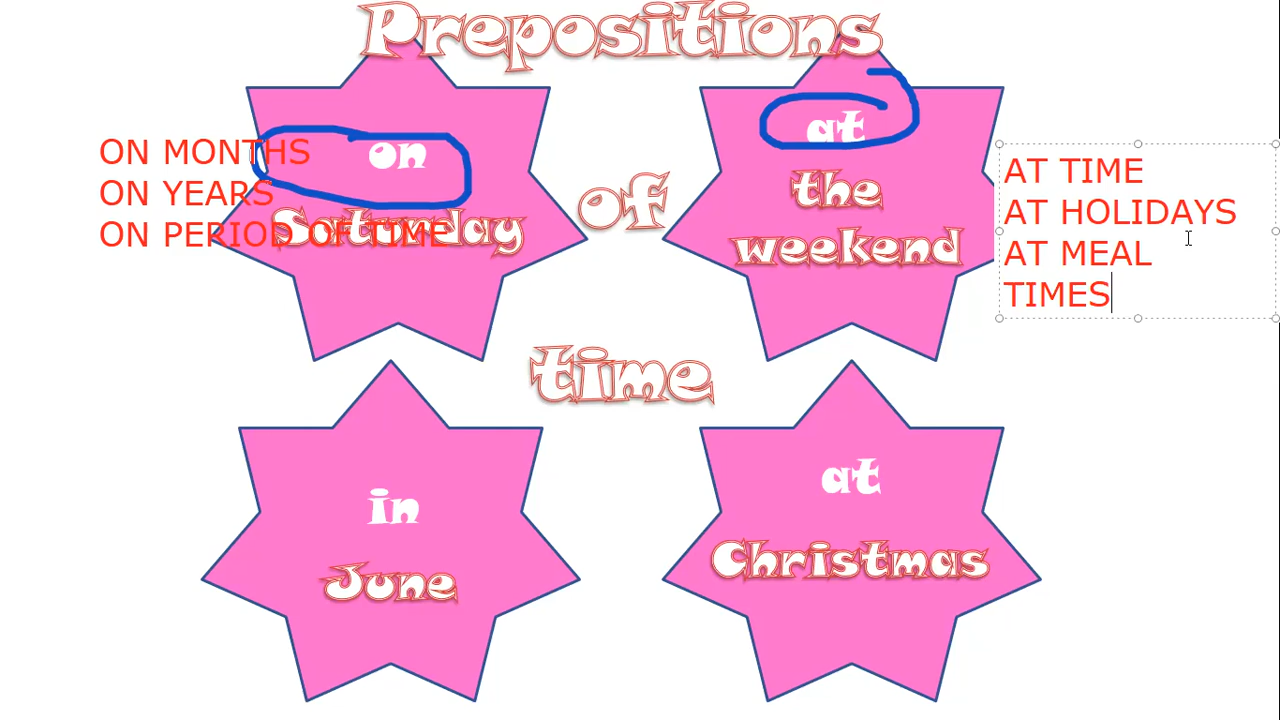 Prepositions
of
time
on
Saturday
ON MONTHS
ON YEARS
ON PERIOD OF TIME
at
the
weekend
AT TIME
AT HOLIDAYS
AT MEAL
TIMES
in
June
at
Christmas